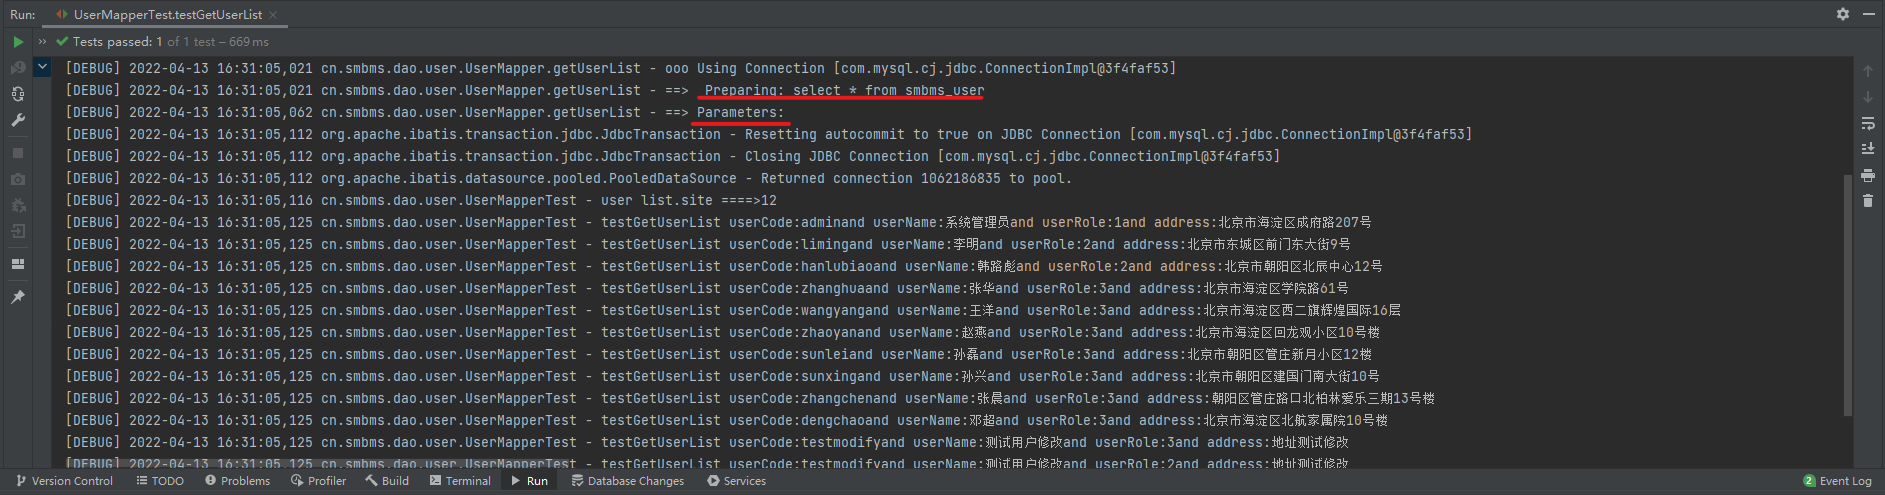 Run: UserMapperTest.testGetUserList
Tests passed: 1 of 1 test – 669 ms
[DEBUG] 2022-04-13 16:31:05,021 cn.smbms.dao.user.UserMapper.getUserList - ooo Using Connection [com.mysql.cj.jdbc.ConnectionImpl@3f4faf53]
[DEBUG] 2022-04-13 16:31:05,021 cn.smbms.dao.user.UserMapper.getUserList - ==>  Preparing: select * from smbms_user
[DEBUG] 2022-04-13 16:31:05,062 cn.smbms.dao.user.UserMapper.getUserList - ==> Parameters:
[DEBUG] 2022-04-13 16:31:05,112 org.apache.ibatis.transaction.jdbc.JdbcTransaction - Resetting autocommit to true on JDBC Connection [com.mysql.cj.jdbc.ConnectionImpl@3f4faf53]
[DEBUG] 2022-04-13 16:31:05,112 org.apache.ibatis.transaction.jdbc.JdbcTransaction - Closing JDBC Connection [com.mysql.cj.jdbc.ConnectionImpl@3f4faf53]
[DEBUG] 2022-04-13 16:31:05,112 org.apache.ibatis.datasource.pooled.PooledDataSource - Returned connection 1062186835 to pool.
[DEBUG] 2022-04-13 16:31:05,116 cn.smbms.dao.user.UserMapperTest - user list.site ====>12
[DEBUG] 2022-04-13 16:31:05,125 cn.smbms.dao.user.UserMapperTest - testGetUserList userCode:adminand userName:系统管理员and userRole:1and address:北京市海淀区成府路207号
[DEBUG] 2022-04-13 16:31:05,125 cn.smbms.dao.user.UserMapperTest - testGetUserList userCode:limingand userName:李明and userRole:2and address:北京市东城区前门东大街9号
[DEBUG] 2022-04-13 16:31:05,125 cn.smbms.dao.user.UserMapperTest - testGetUserList userCode:hanlubiaoand userName:韩路彪and userRole:2and address:北京市朝阳区北辰中心12号
[DEBUG] 2022-04-13 16:31:05,125 cn.smbms.dao.user.UserMapperTest - testGetUserList userCode:zhanghuaand userName:张华and userRole:3and address:北京市海淀区学院路61号
[DEBUG] 2022-04-13 16:31:05,125 cn.smbms.dao.user.UserMapperTest - testGetUserList userCode:wangyangand userName:王洋and userRole:3and address:北京市海淀区西二旗辉煌国际16层
[DEBUG] 2022-04-13 16:31:05,125 cn.smbms.dao.user.UserMapperTest - testGetUserList userCode:zhaoyanand userName:赵燕and userRole:3and address:北京市海淀区回龙观小区10号楼
[DEBUG] 2022-04-13 16:31:05,125 cn.smbms.dao.user.UserMapperTest - testGetUserList userCode:sunleiand userName:孙磊and userRole:3and address:北京市朝阳区管庄新月小区12楼
[DEBUG] 2022-04-13 16:31:05,125 cn.smbms.dao.user.UserMapperTest - testGetUserList userCode:sunxingand userName:孙兴and userRole:3and address:北京市朝阳区建国门南大街10号
[DEBUG] 2022-04-13 16:31:05,125 cn.smbms.dao.user.UserMapperTest - testGetUserList userCode:zhangchenand userName:张晨and userRole:3and address:朝阳区管庄路口北柏林爱乐三期13号楼
[DEBUG] 2022-04-13 16:31:05,125 cn.smbms.dao.user.UserMapperTest - testGetUserList userCode:dengchaoand userName:邓超and userRole:3and address:北京市海淀区北航家属院10号楼
[DEBUG] 2022-04-13 16:31:05,125 cn.smbms.dao.user.UserMapperTest - testGetUserList userCode:testmodifyand userName:测试用户修改and userRole:3and address:地址测试修改
[DEBUG] 2022-04-13 16:31:05,125 cn.smbms.dao.user.UserMapperTest - testGetUserList userCode:testmodifyand userName:测试用户修改and userRole:2and address:地址测试修改
Version Control TODO Problems Profiler Build Terminal Run Database Changes Services 2 Event Log